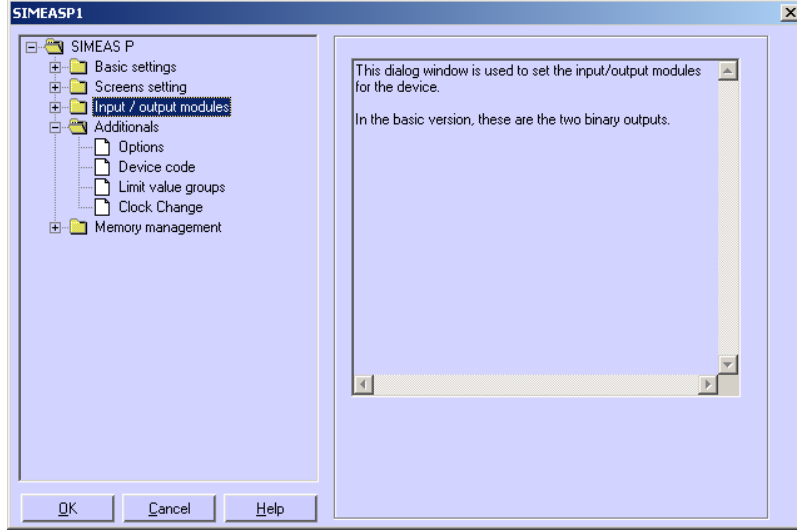 SIMEASP1
SIMEAS P
Basic settings
Screens setting
Input / output modules
Additionals
Options
Device code
Limit value groups
Clock Change
Memory management
This dialog window is used to set the input/output modules
for the device.
In the basic version, these are the two binary outputs.
OK
Cancel
Help